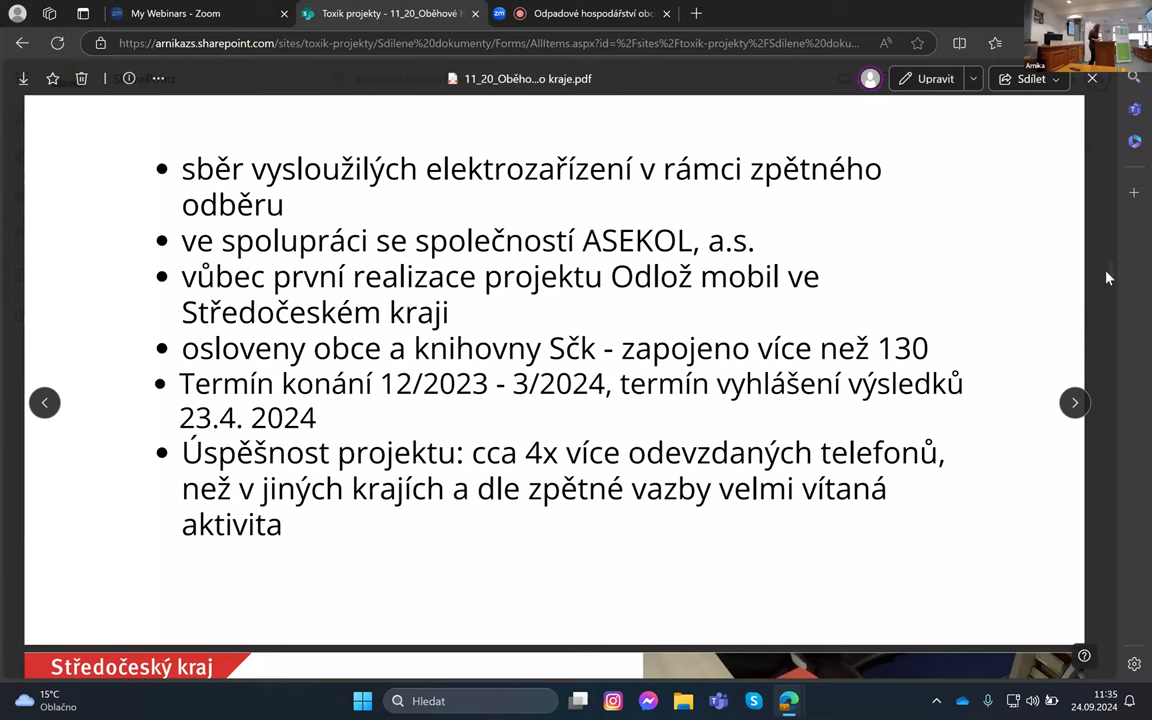 My Webinars - Zoom
Toxik projekty - 11_20_Oběhové h
Odpadové hospodářství obc
https://arnikazs.sharepoint.com/sites/toxik-projekty/Sdilene%20dokumenty/Forms/AllItems.aspx?id=%2Fsites%2Ftoxik-projekty%2FSdilene%20doku...
Arnika
11_20_Oběho...o kraje.pdf
Upravit
Sdílet
• sběr vysloužilých elektrozařízení v rámci zpětného
odběru
• ve spolupráci se společností ASEKOL, a.s.
• vůbec první realizace projektu Odlož mobil ve
Středočeském kraji
• osloveny obce a knihovny Sčk - zapojeno více než 130
• Termín konání 12/2023 - 3/2024, termín vyhlášení výsledků
23.4. 2024
• Úspěšnost projektu: cca 4x více odevzdaných telefonů,
než v jiných krajích a dle zpětné vazby velmi vítaná
aktivita
Středočeský kraj
15°C
Oblačno
Hledat
11:35
24.09.2024